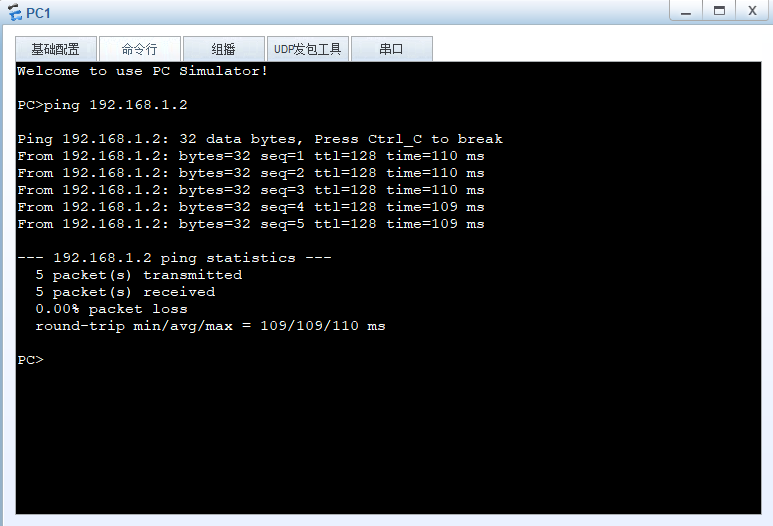 PC1
基础配置 命令行 组播 UDP发包工具 串口
Welcome to use PC Simulator!
PC>ping 192.168.1.2
Ping 192.168.1.2: 32 data bytes, Press Ctrl_C to break
From 192.168.1.2: bytes=32 seq=1 ttl=128 time=110 ms
From 192.168.1.2: bytes=32 seq=2 ttl=128 time=110 ms
From 192.168.1.2: bytes=32 seq=3 ttl=128 time=110 ms
From 192.168.1.2: bytes=32 seq=4 ttl=128 time=109 ms
From 192.168.1.2: bytes=32 seq=5 ttl=128 time=109 ms
--- 192.168.1.2 ping statistics ---
5 packet(s) transmitted
5 packet(s) received
0.00% packet loss
round-trip min/avg/max = 109/109/110 ms
PC>